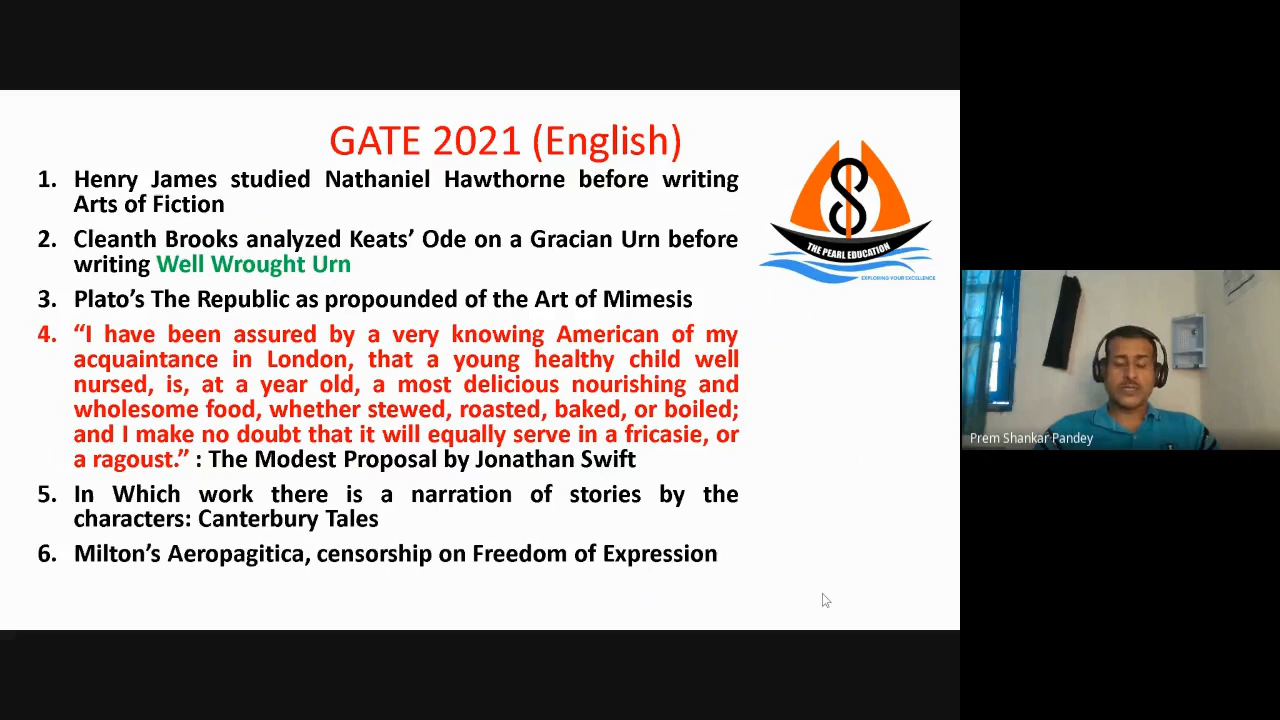 GATE 2021 (English)
1. Henry James studied Nathaniel Hawthorne before writing
Arts of Fiction
2. Cleanth Brooks analyzed Keats’ Ode on a Gracian Urn before
writing Well Wrought Urn
3. Plato’s The Republic as propounded of the Art of Mimesis
4. “I have been assured by a very knowing American of my
acquaintance in London, that a young healthy child well
nursed, is, at a year old, a most delicious nourishing and
wholesome food, whether stewed, roasted, baked, or boiled;
and I make no doubt that it will equally serve in a fricasie, or
a ragoust.” : The Modest Proposal by Jonathan Swift
5. In Which work there is a narration of stories by the
characters: Canterbury Tales
6. Milton’s Aeropagitica, censorship on Freedom of Expression
THE PEARL EDUCATION
EXPLORING YOUR EXCELLENCE
Prem Shankar Pandey